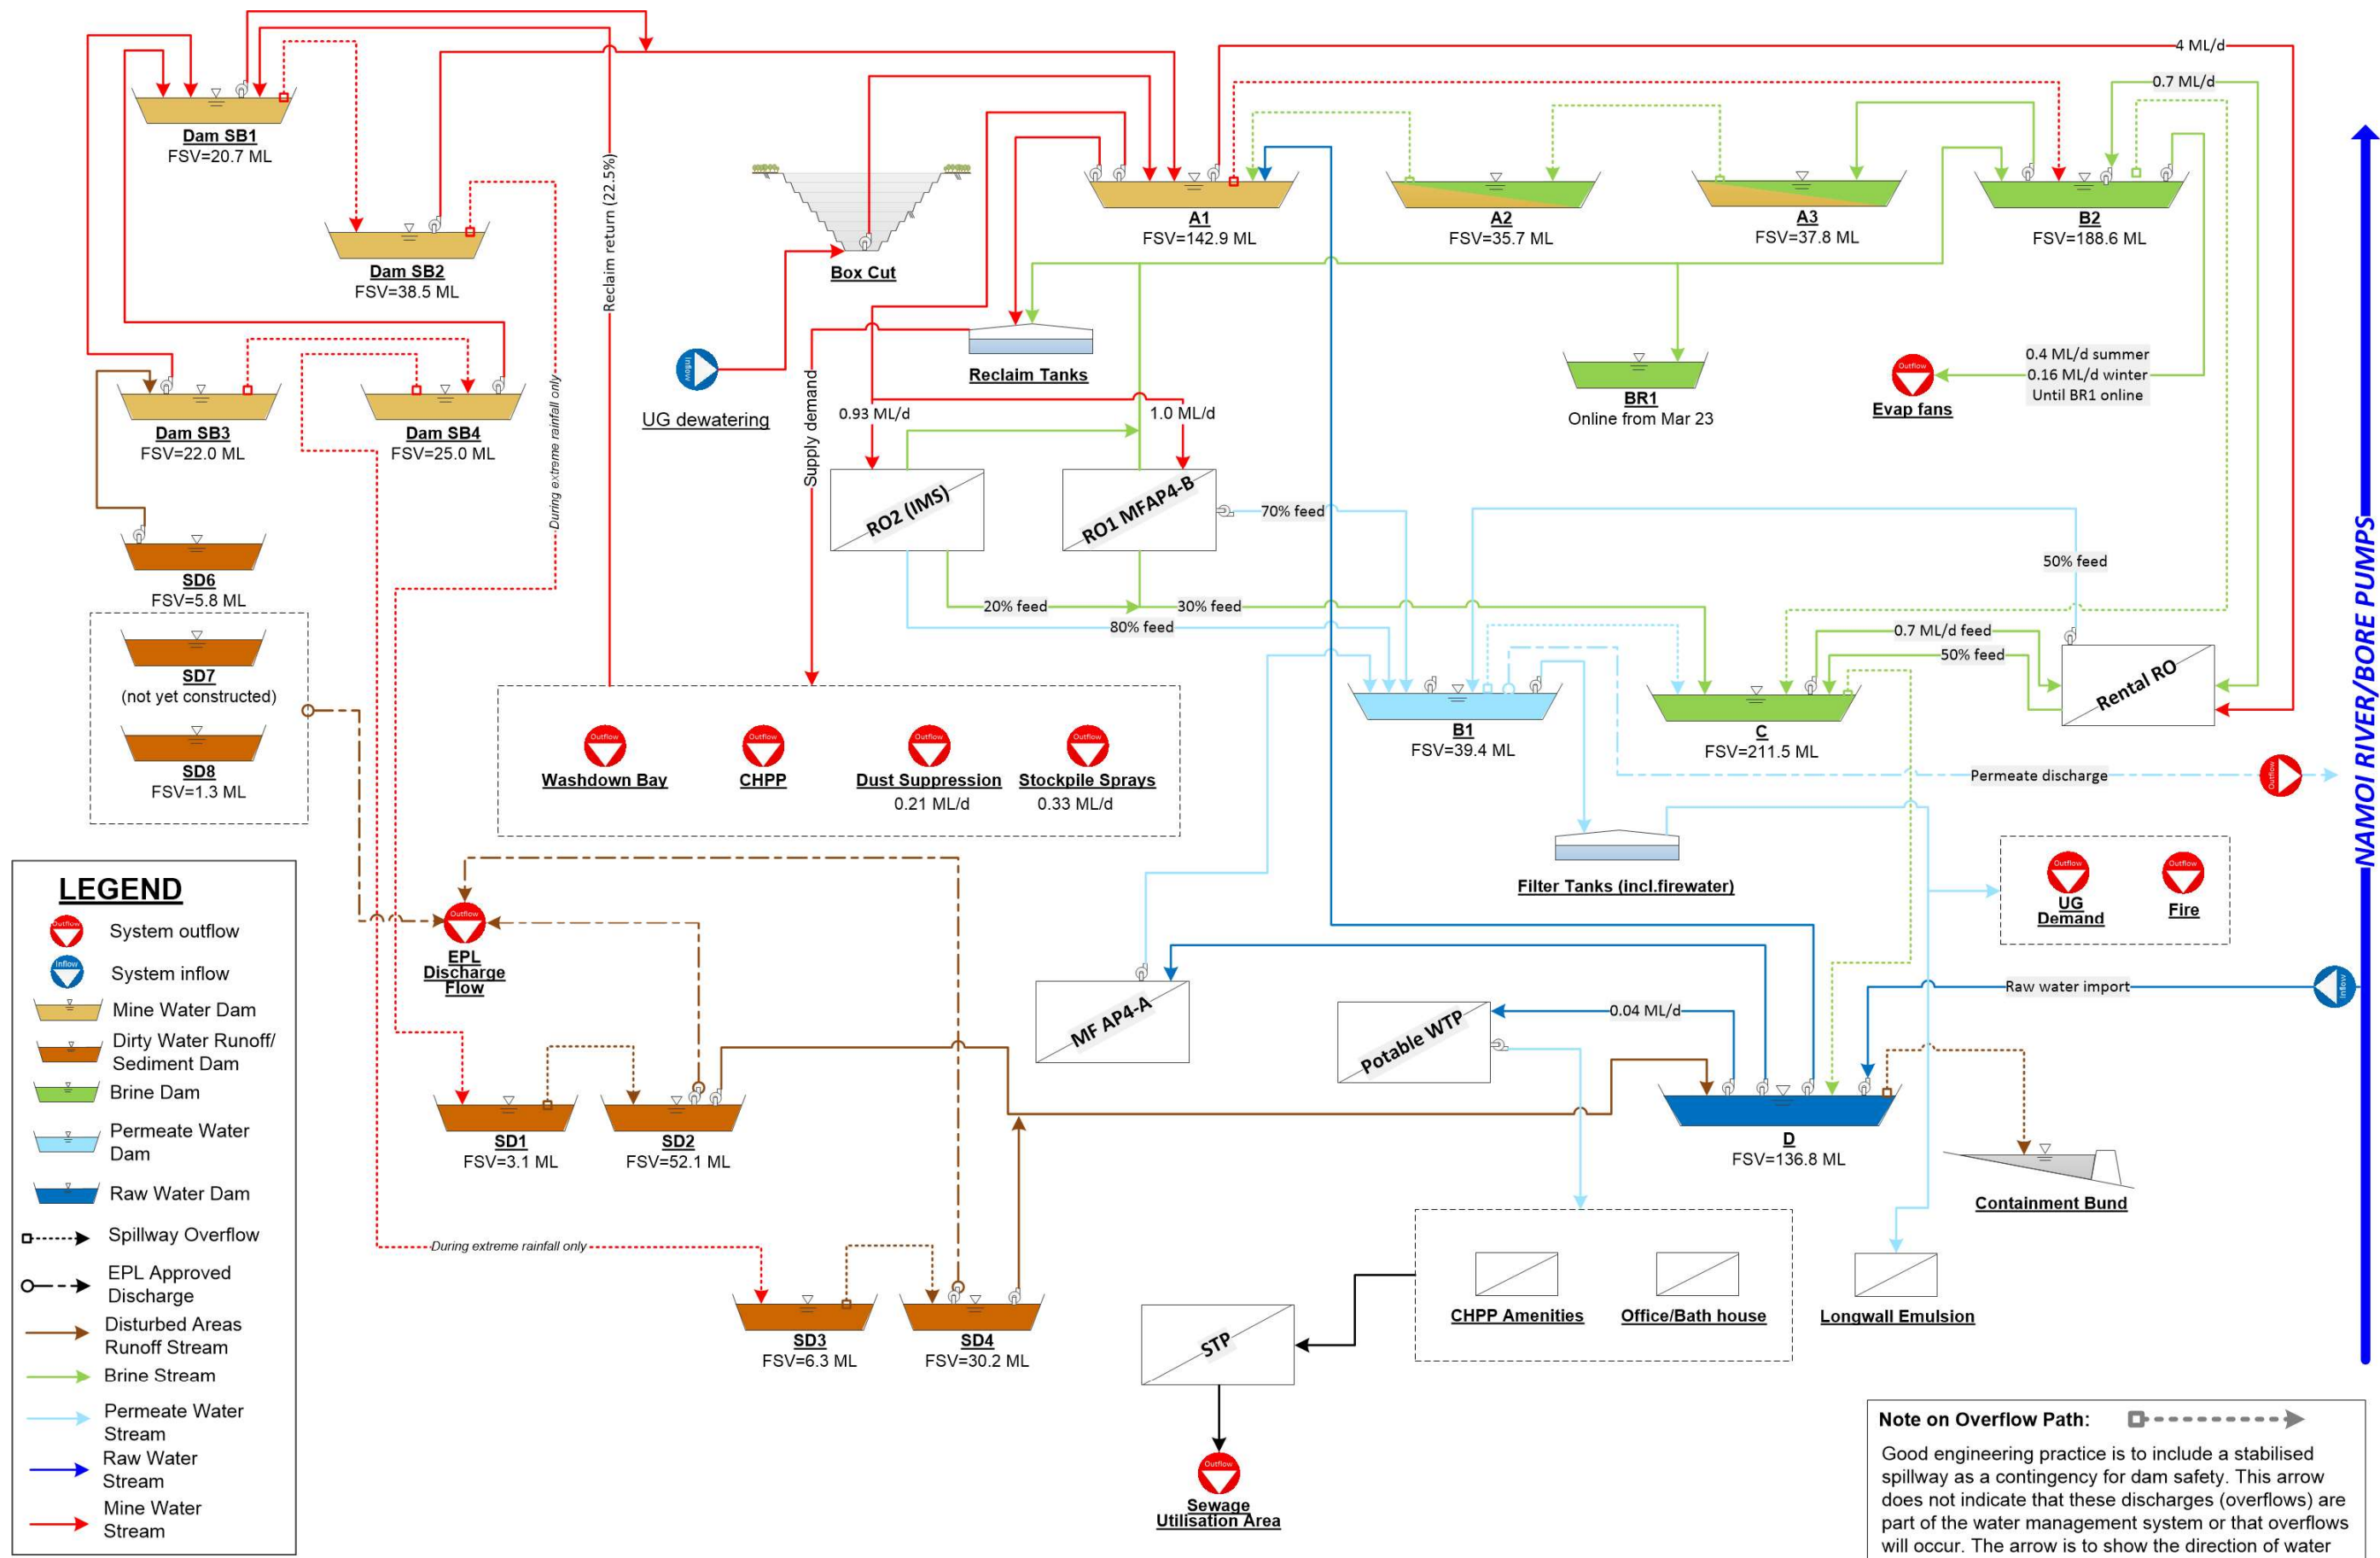 4 ML/d
0.7 ML/d
Dam SB1
FSV=20.7 ML
Reclaim return (22.5%)
A1
FSV=142.9 ML
A2
FSV=35.7 ML
A3
FSV=37.8 ML
B2
FSV=188.6 ML
Dam SB2
FSV=38.5 ML
Box Cut
Inflow
UG dewatering
Reclaim Tanks
BR1
Online from Mar 23
Outflow
Evap fans
0.4 ML/d summer
0.16 ML/d winter
Until BR1 online
Dam SB3
FSV=22.0 ML
Dam SB4
FSV=25.0 ML
During extreme rainfall only
Supply demand
0.93 ML/d
1.0 ML/d
RO2 (IMS)
RO1 MFAP4-B
70% feed
50% feed
NAMOI RIVER/BORE PUMPS
SD6
FSV=5.8 ML
20% feed
30% feed
80% feed
0.7 ML/d feed
50% feed
Rental RO
SD7
(not yet constructed)
SD8
FSV=1.3 ML
Outflow
Washdown Bay
Outflow
CHPP
Outflow
Dust Suppression
0.21 ML/d
Outflow
Stockpile Sprays
0.33 ML/d
B1
FSV=39.4 ML
C
FSV=211.5 ML
Permeate discharge
Outflow
Filter Tanks (incl.firewater)
Outflow
UG
Demand
Outflow
Fire
Outflow
EPL
Discharge
Flow
MF AP4-A
Potable WTP
0.04 ML/d
Raw water import
Inflow
SD1
FSV=3.1 ML
SD2
FSV=52.1 ML
D
FSV=136.8 ML
Containment Bund
During extreme rainfall only
SD3
FSV=6.3 ML
SD4
FSV=30.2 ML
STP
CHPP Amenities
Office/Bath house
Longwall Emulsion
Outflow
Sewage
Utilisation Area
LEGEND
Outflow
System outflow
Inflow
System inflow
Mine Water Dam
Dirty Water Runoff/
Sediment Dam
Brine Dam
Permeate Water
Dam
Raw Water Dam
Spillway Overflow
EPL Approved
Discharge
Disturbed Areas
Runoff Stream
Brine Stream
Permeate Water
Stream
Raw Water
Stream
Mine Water
Stream
Note on Overflow Path:
Good engineering practice is to include a stabilised
spillway as a contingency for dam safety. This arrow
does not indicate that these discharges (overflows) are
part of the water management system or that overflows
will occur. The arrow is to show the direction of water